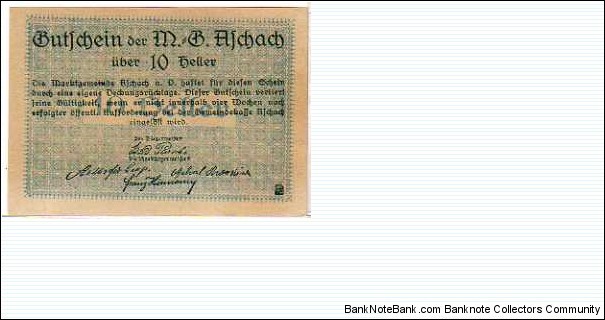 Gutschein der M.-G. Aschach
über 10 Heller
Die Marktgemeinde Aschach a. D. haftet für diesen Schein
durch eine eigene Deckungsrücklage. Dieser Gutschein verliert
seine Gültigkeit, wenn er nicht innerhalb vier Wochen nach
erfolgter öffentl. Aufforderung bei der Gemeindekasse Aschach
eingelöst wird.
Der Bürgermeister
BankNoteBank.com - Banknote Collectors Community